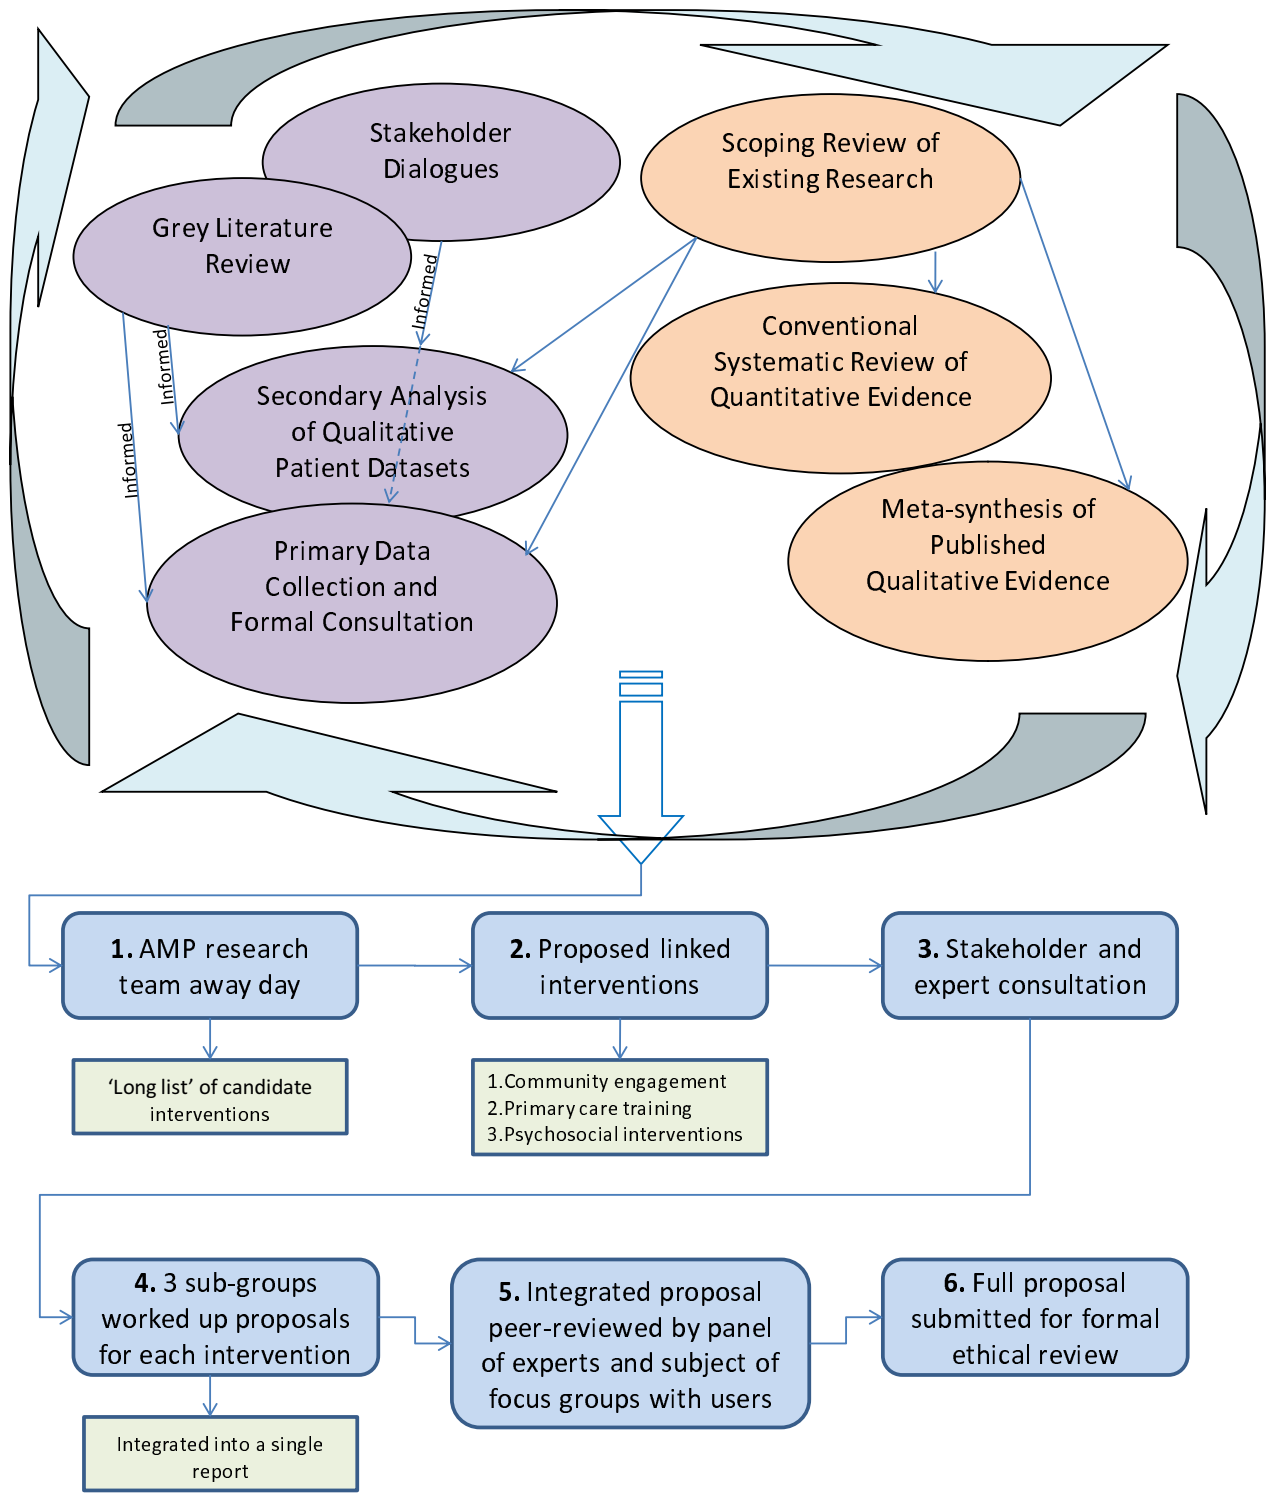 Stakeholder
Dialogues
Scoping Review of
Existing Research
Grey Literature
Review
Informed
Informed
Informed
Conventional
Systematic Review of
Quantitative Evidence
Secondary Analysis
of Qualitative
Patient Datasets
Meta-synthesis of
Published
Qualitative Evidence
Primary Data
Collection and
Formal Consultation
1. AMP research
team away day
2. Proposed linked
interventions
3. Stakeholder and
expert consultation
‘Long list’ of candidate
interventions
1.Community engagement
2.Primary care training
3.Psychosocial interventions
4. 3 sub-groups
worked up proposals
for each intervention
5. Integrated proposal
peer-reviewed by panel
of experts and subject of
focus groups with users
6. Full proposal
submitted for formal
ethical review
Integrated into a single
report